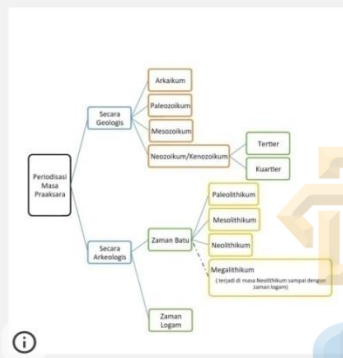 Periodisasi
Masa
Praaksara
Secara
Geologis
Arkaikum
Paleozoikum
Mesozoikum
Neozoikum/Kenozoikum
Tertier
Kuartier
Secara
Arkeologis
Zaman Batu
Paleolithikum
Mesolithikum
Neolithikum
Megalithikum
( terjadi di masa Neolithikum sampai dengan
zaman logam)
Zaman
Logam